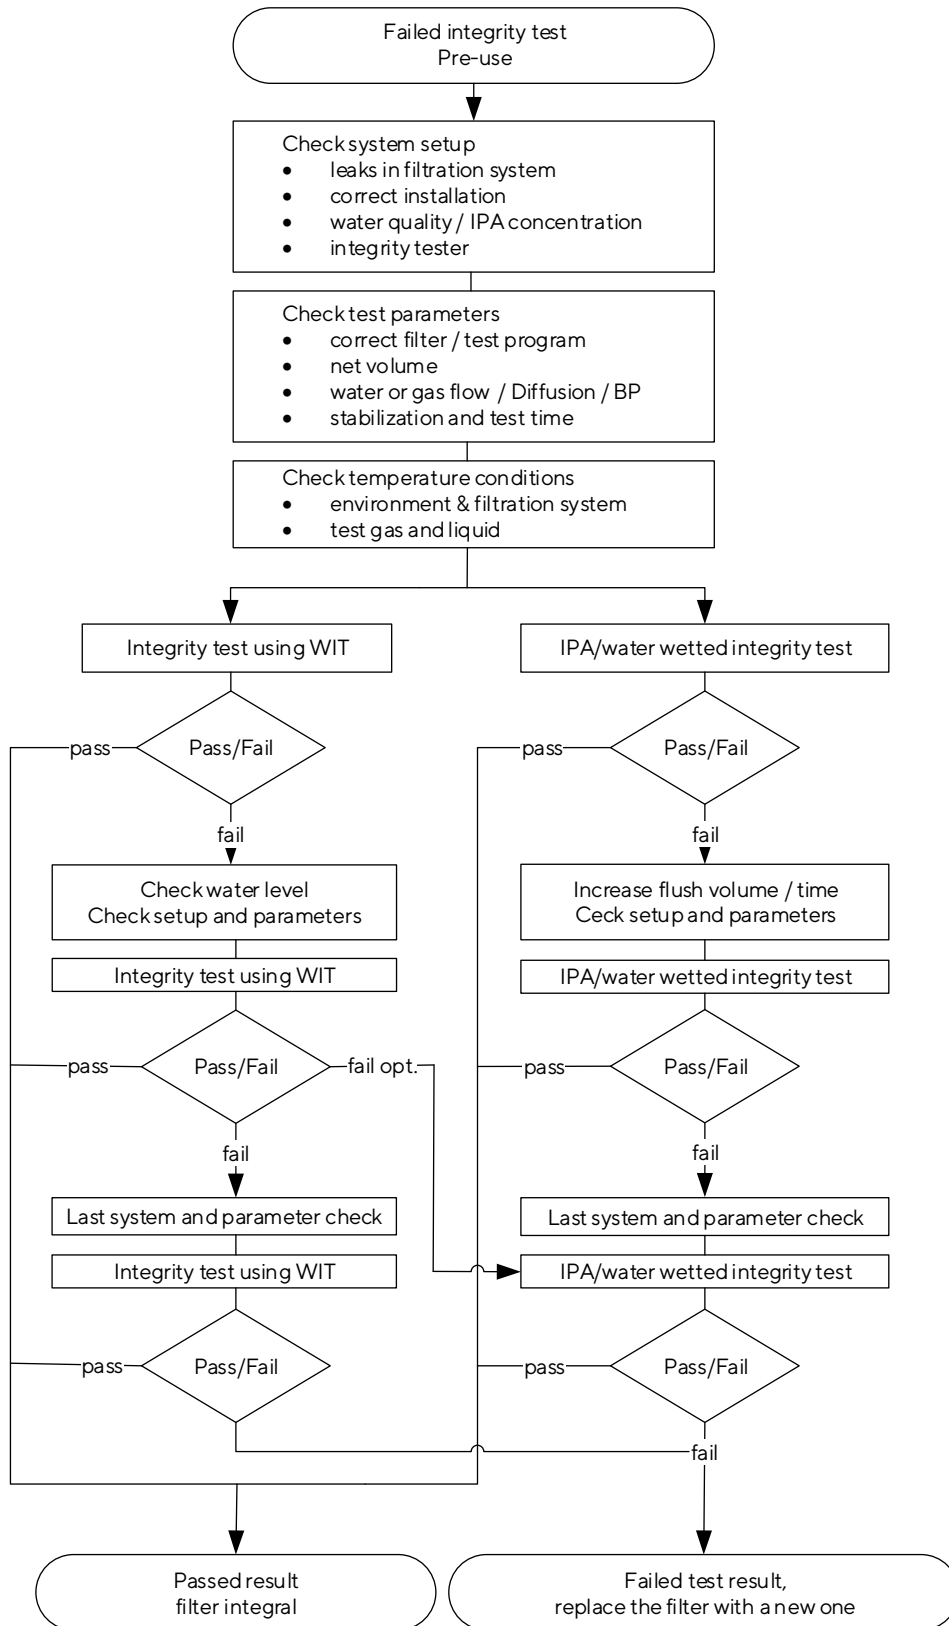 Failed integrity test
Pre-use
Check system setup
• leaks in filtration system
• correct installation
• water quality / IPA concentration
• integrity tester
Check test parameters
• correct filter / test program
• net volume
• water or gas flow / Diffusion / BP
• stabilization and test time
Check temperature conditions
• environment & filtration system
• test gas and liquid
Integrity test using WIT
IPA/water wetted integrity test
pass
Pass/Fail
pass
Pass/Fail
fail
fail
Check water level
Check setup and parameters
Increase flush volume / time
Ceck setup and parameters
Integrity test using WIT
IPA/water wetted integrity test
pass
Pass/Fail
fail opt.
pass
Pass/Fail
fail
fail
Last system and parameter check
Last system and parameter check
Integrity test using WIT
IPA/water wetted integrity test
pass
Pass/Fail
pass
Pass/Fail
fail
Passed result
filter integral
Failed test result,
replace the filter with a new one